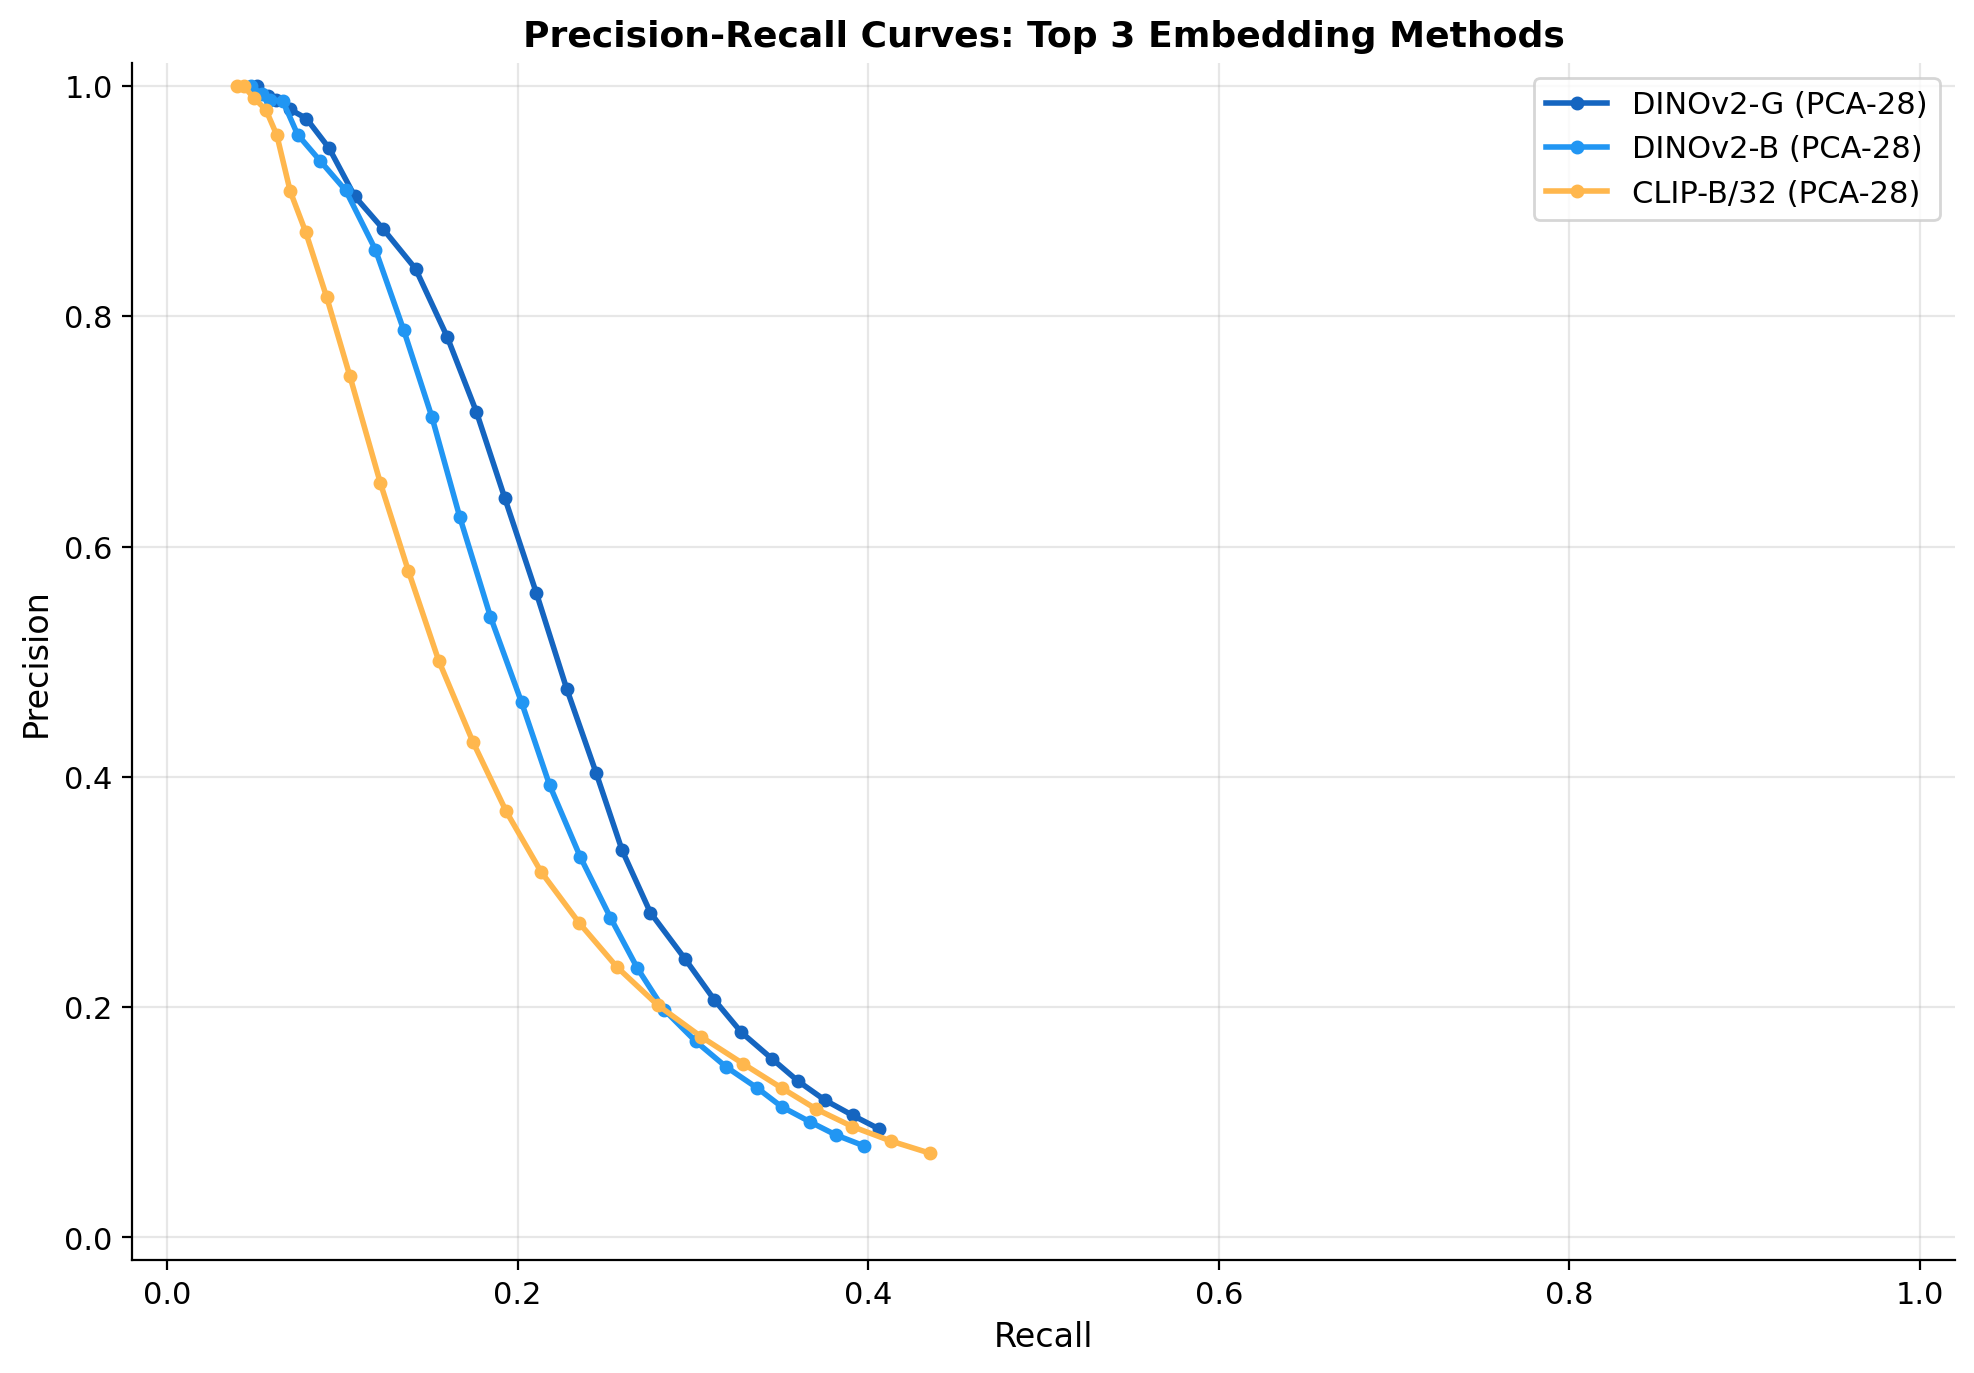 Precision-Recall Curves: Top 3 Embedding Methods
DINOv2-G (PCA-28)
DINOv2-B (PCA-28)
CLIP-B/32 (PCA-28)
Precision
1.0
0.8
0.6
0.4
0.2
0.0
0.0 0.2 0.4 0.6 0.8 1.0
Recall